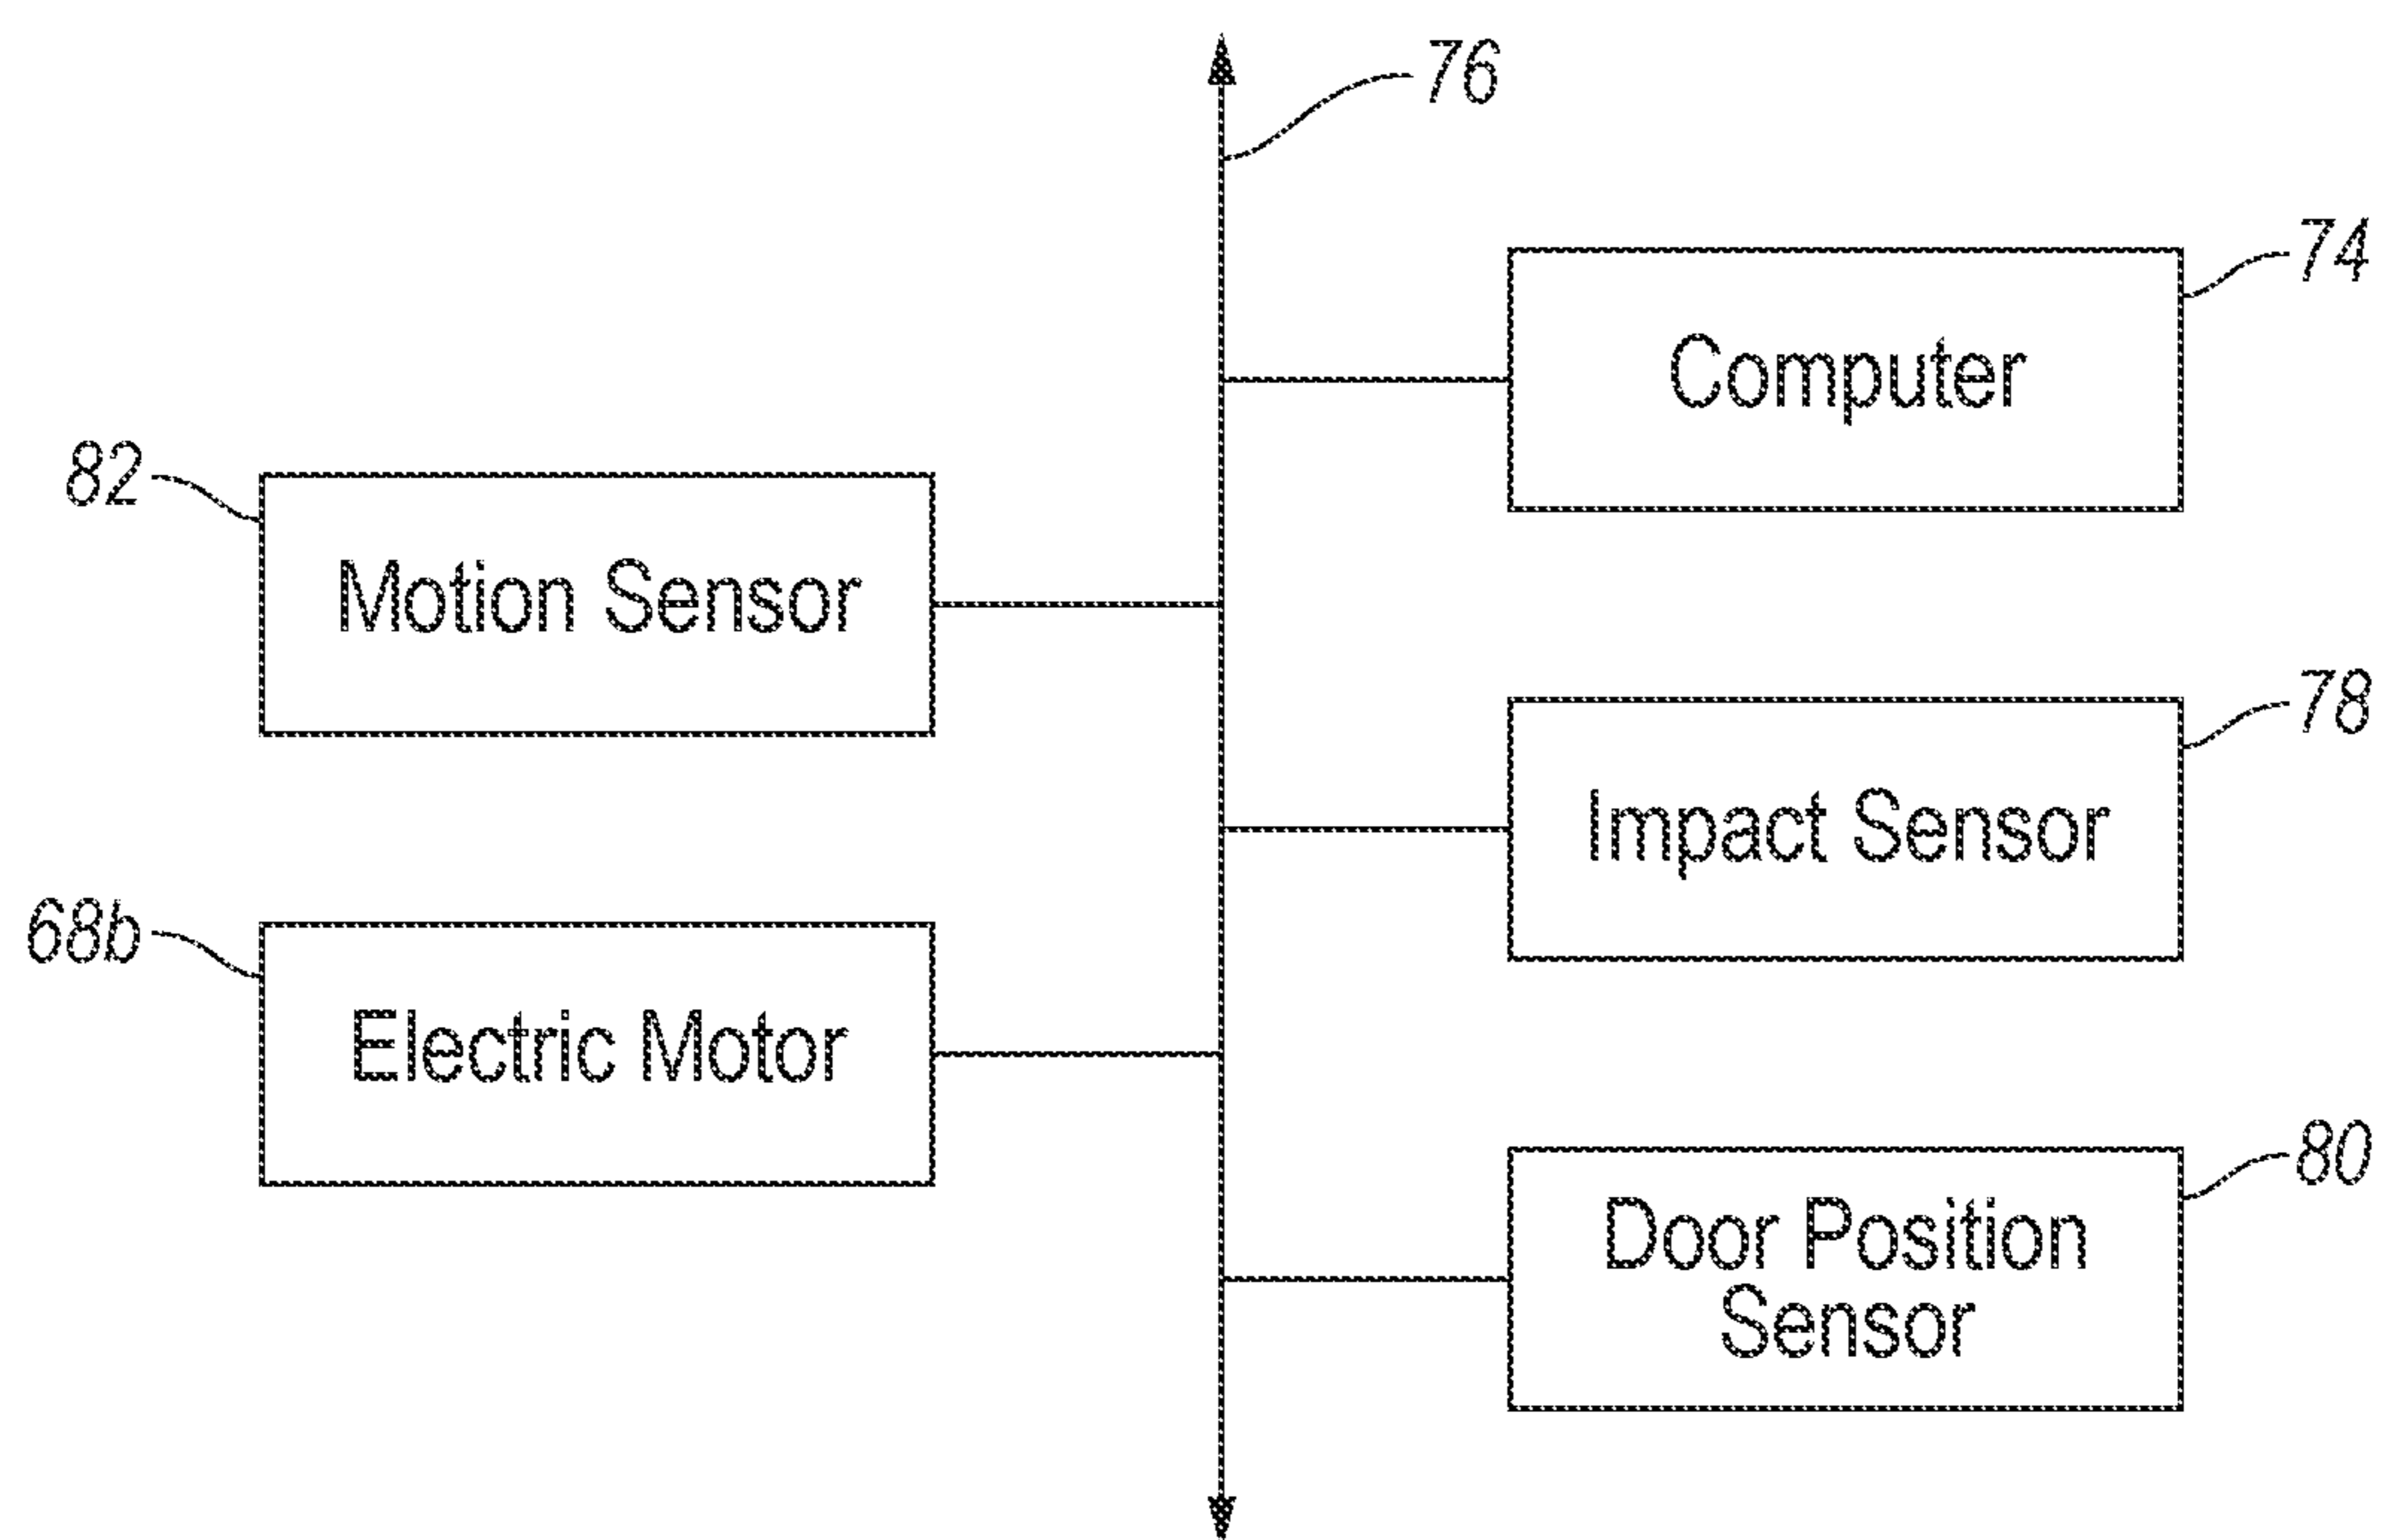 76
74
Computer
82
Motion Sensor
78
Impact Sensor
68b
Electric Motor
80
Door Position
Sensor